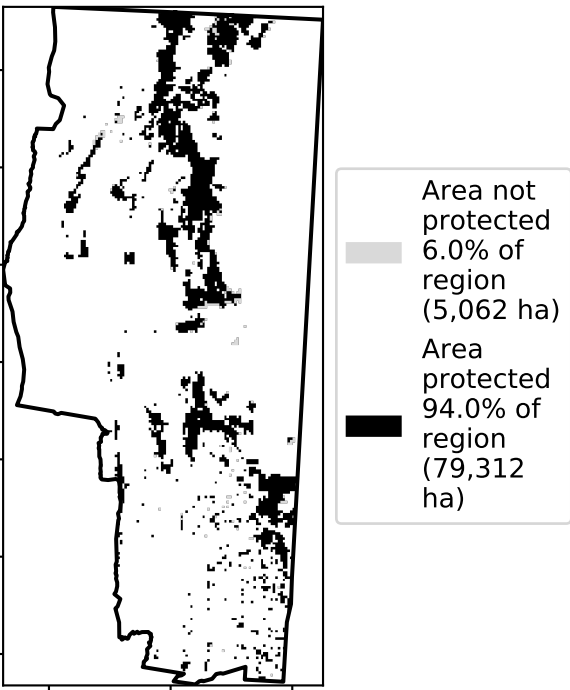 Area not
protected
6.0% of
region
(5,062 ha)
Area
protected
94.0% of
region
(79,312
ha)